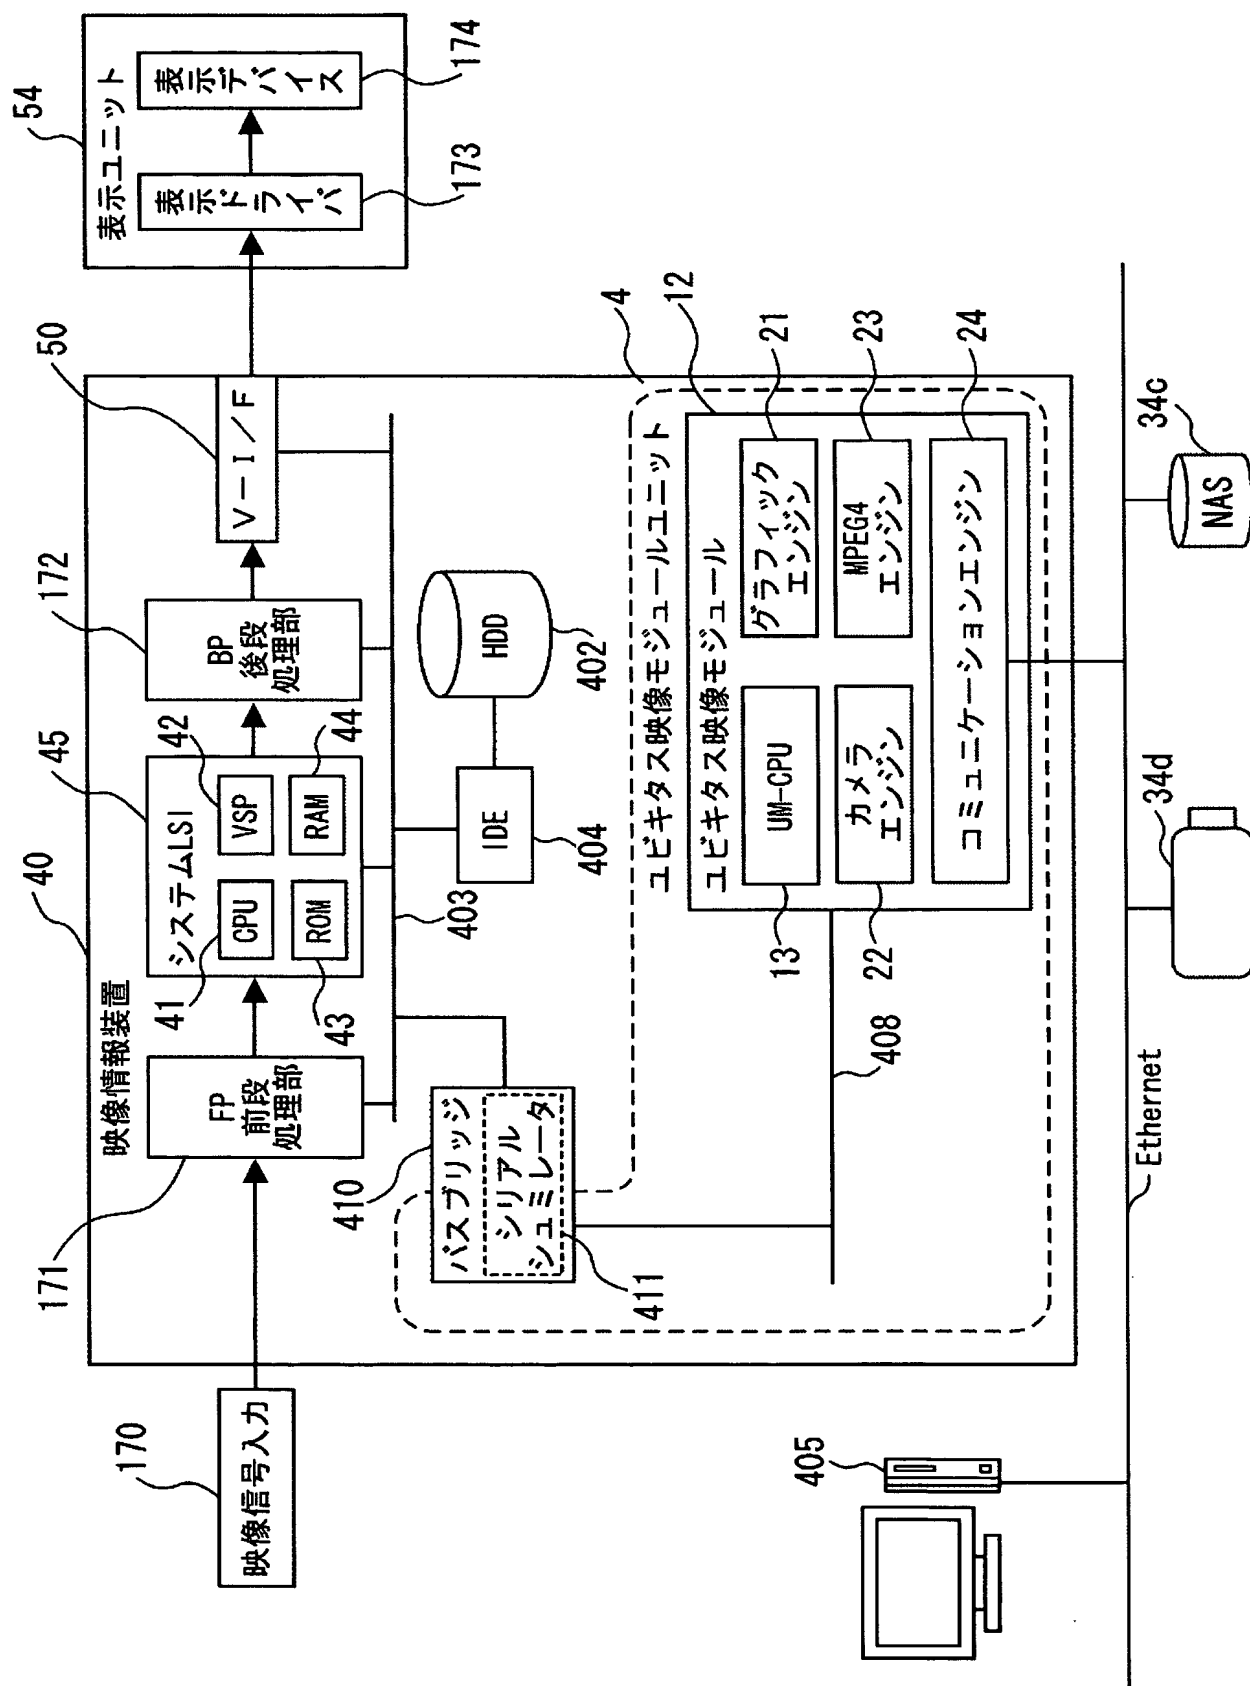 170
映像信号入力
40
映像情報装置
171
FP
前段
処理部
45
システムLSI
41
CPU
42
VSP
43
ROM
44
RAM
172
BP
後段
処理部
50
V－I／F
54
表示ユニット
表示
ドライバ
173
表示
デバイス
174
403
IDE
404
HDD
402
410
バスブリッジ
シリアル
シュミレータ
411
408
4
ユビキタス映像モジュールユニット
12
ユビキタス映像モジュール
UM-CPU
13
グラフィック
エンジン
21
カメラ
エンジン
22
MPEG4
エンジン
23
コミュニケーションエンジン
24
405
Ethernet
34d
NAS
34c